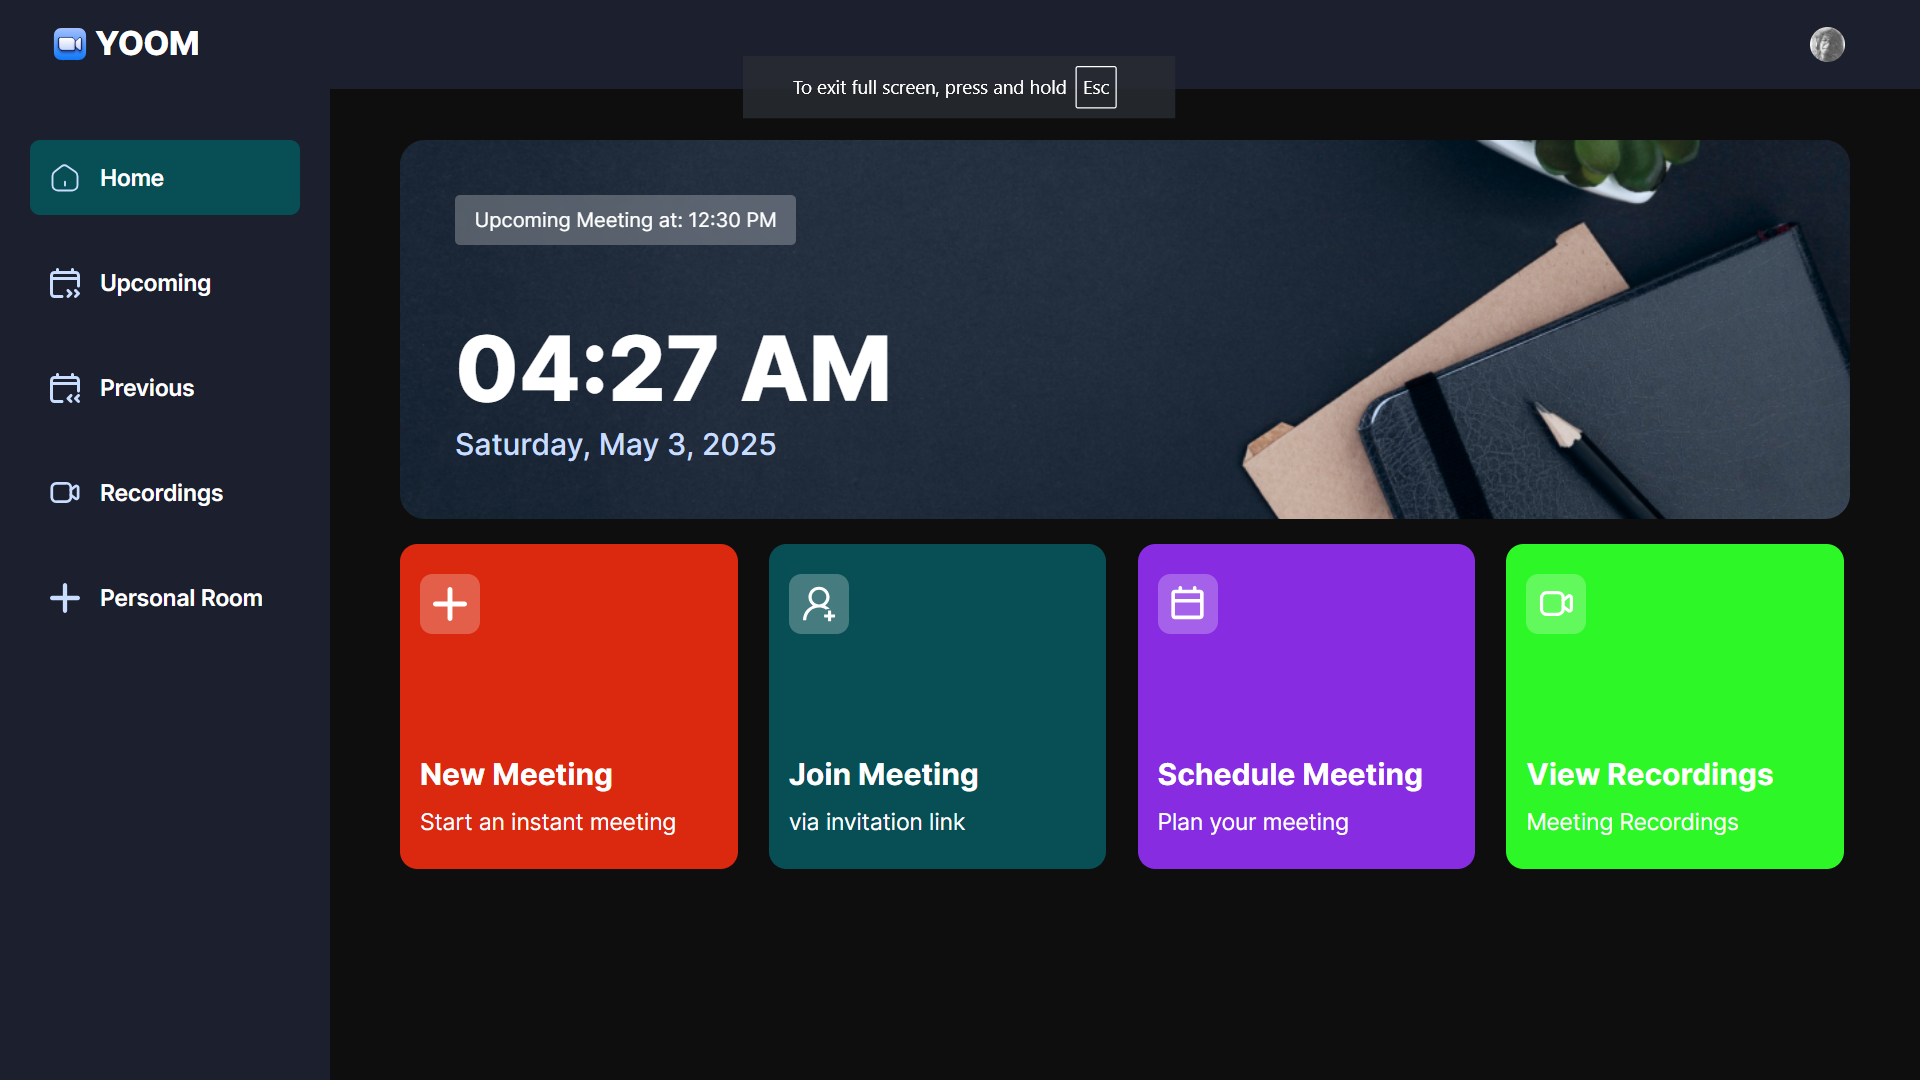 YOOM
To exit full screen, press and hold Esc
Home
Upcoming
Previous
Recordings
Personal Room
Upcoming Meeting at: 12:30 PM
04:27 AM
Saturday, May 3, 2025
New Meeting
Start an instant meeting
Join Meeting
via invitation link
Schedule Meeting
Plan your meeting
View Recordings
Meeting Recordings